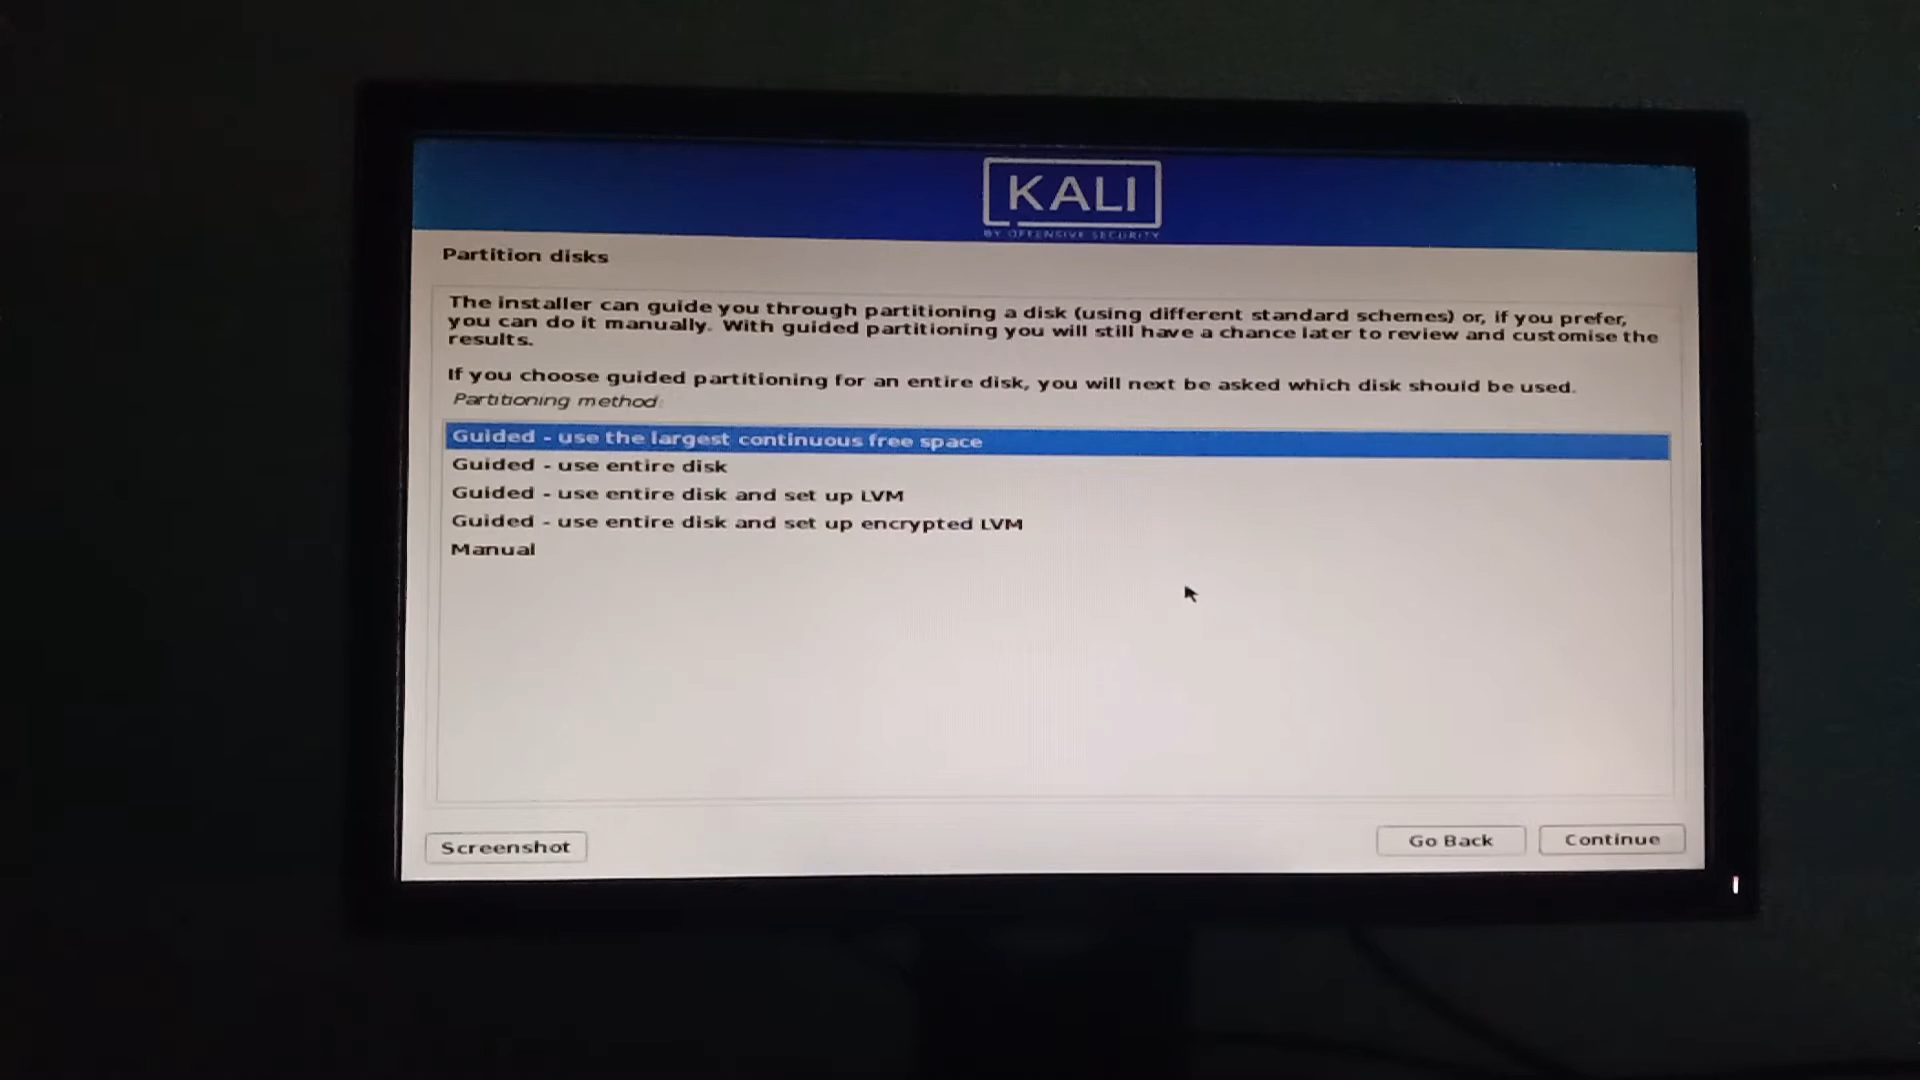 KALI
BY OFFENSIVE SECURITY
Partition disks
The installer can guide you through partitioning a disk (using different standard schemes) or, if you prefer,
you can do it manually. With guided partitioning you will still have a chance later to review and customise the
results.
If you choose guided partitioning for an entire disk, you will next be asked which disk should be used.
Partitioning method:
Guided - use the largest continuous free space
Guided - use entire disk
Guided - use entire disk and set up LVM
Guided - use entire disk and set up encrypted LVM
Manual
Screenshot
Go Back
Continue